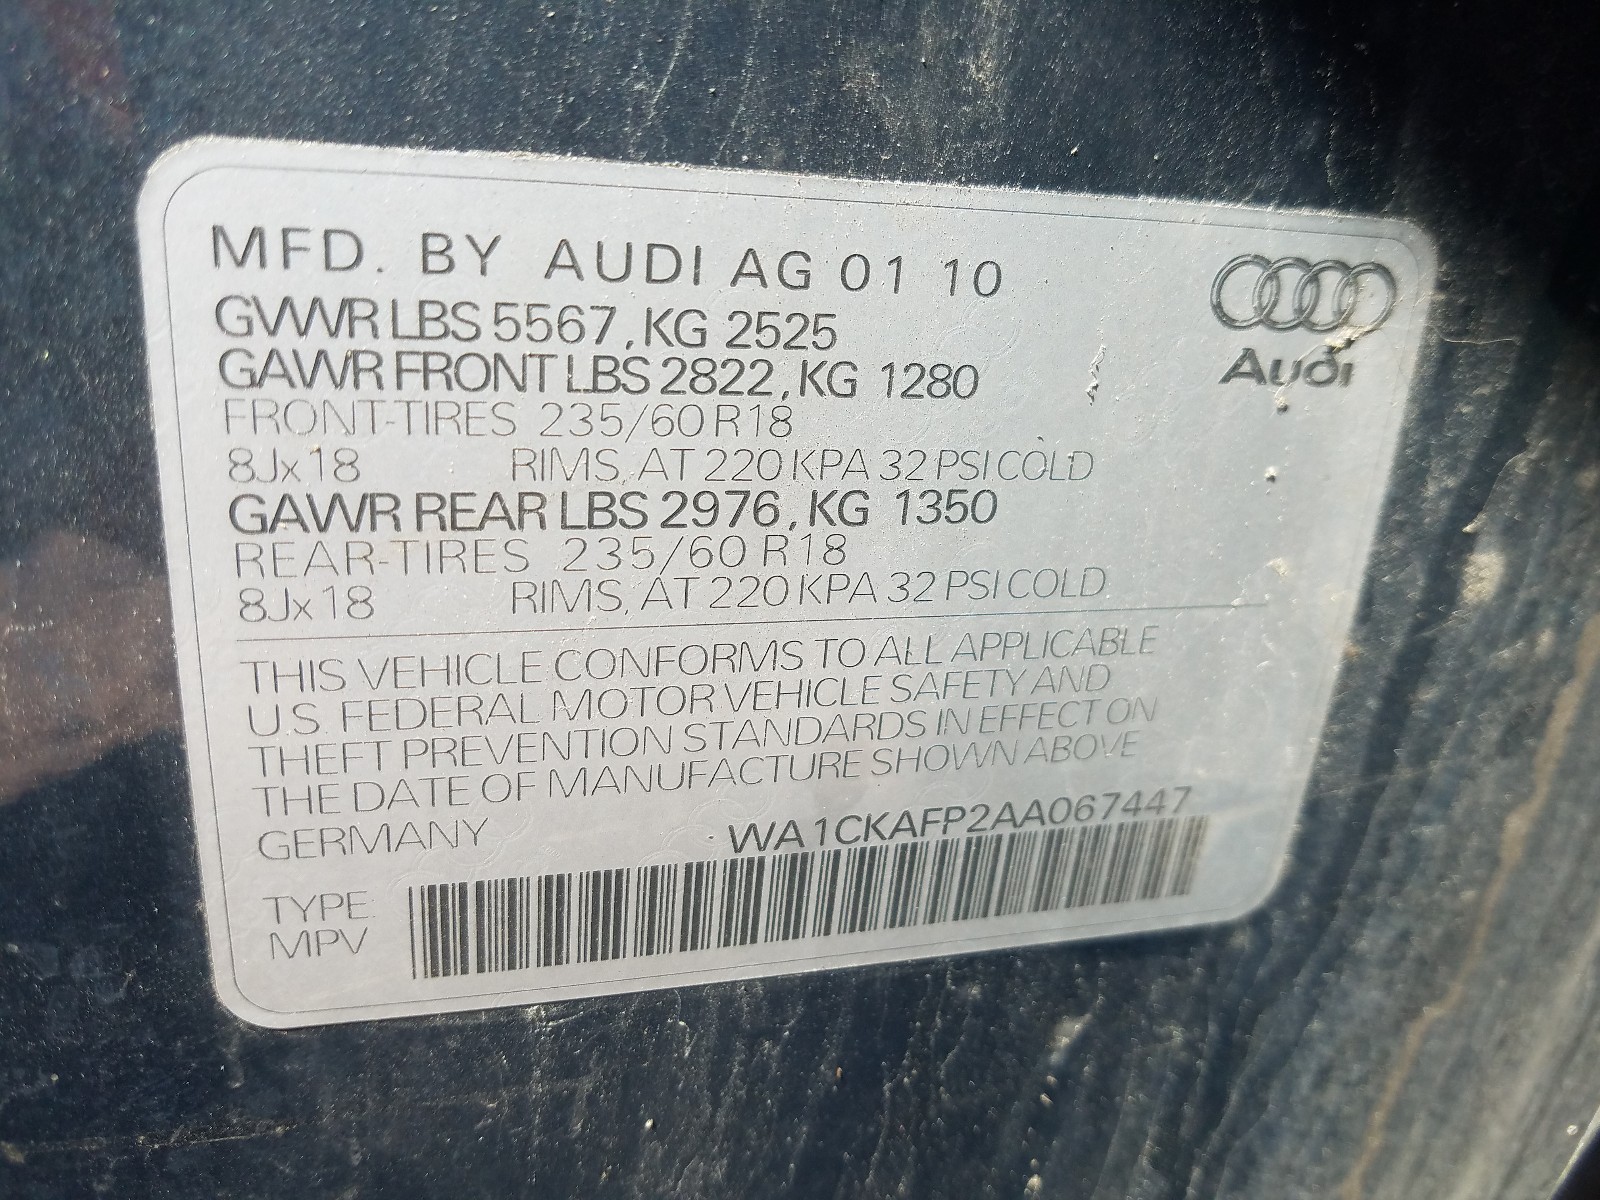 MFD. BY AUDI AG 01 10
GVWR LBS 5567, KG 2525
GAWR FRONT LBS 2822, KG 1280
FRONT-TIRES 235/60 R18
8Jx18 RIMS, AT 220 KPA 32 PSI COLD
GAWR REAR LBS 2976, KG 1350
REAR-TIRES 235/60 R18
8Jx18 RIMS, AT 220 KPA 32 PSI COLD
Audi
THIS VEHICLE CONFORMS TO ALL APPLICABLE
U.S. FEDERAL MOTOR VEHICLE SAFETY AND
THEFT PREVENTION STANDARDS IN EFFECT ON
THE DATE OF MANUFACTURE SHOWN ABOVE
GERMANY WA1CKAFP2AA067447
TYPE:
MPV